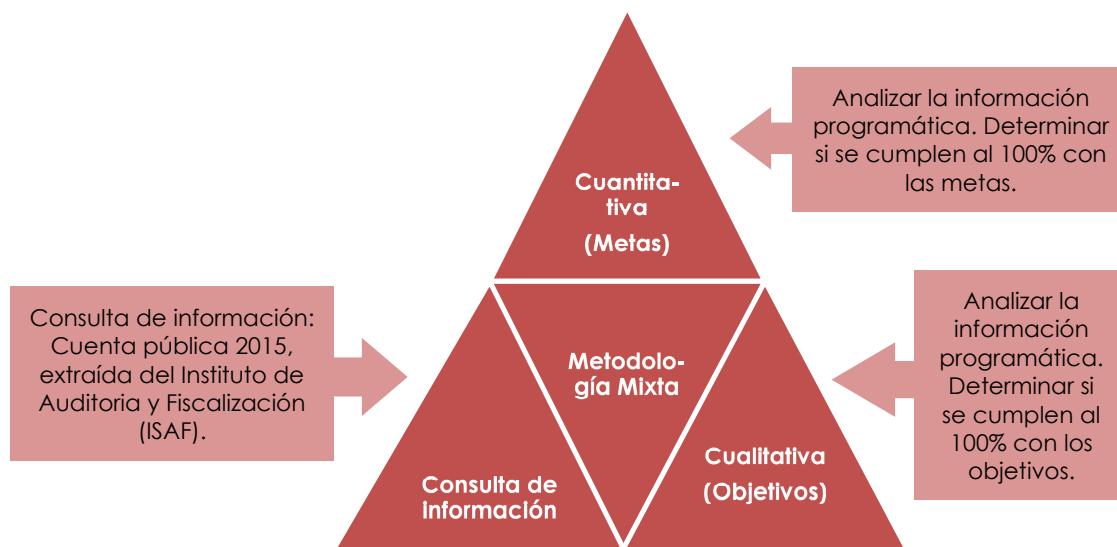 Cuantita-
tiva
(Metas)
Analizar la información
programática. Determinar
si se cumplen al 100% con
las metas.
Consulta de información:
Cuenta pública 2015,
extraída del Instituto de
Auditoria y Fiscalización
(ISAF).
Metodolo-
gía Mixta
Consulta de
información
Cualitativa
(Objetivos)
Analizar la
información
programática.
Determinar si
se cumplen al
100% con los
objetivos.